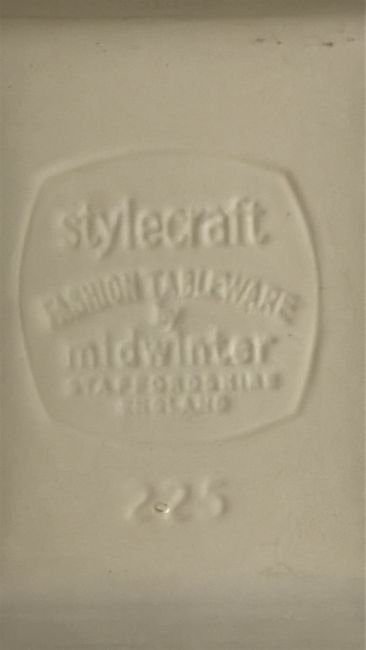 stylecraft
FASHION TABLEWARE
by
midwinter
STAFFORDSHIRE
ENGLAND
225